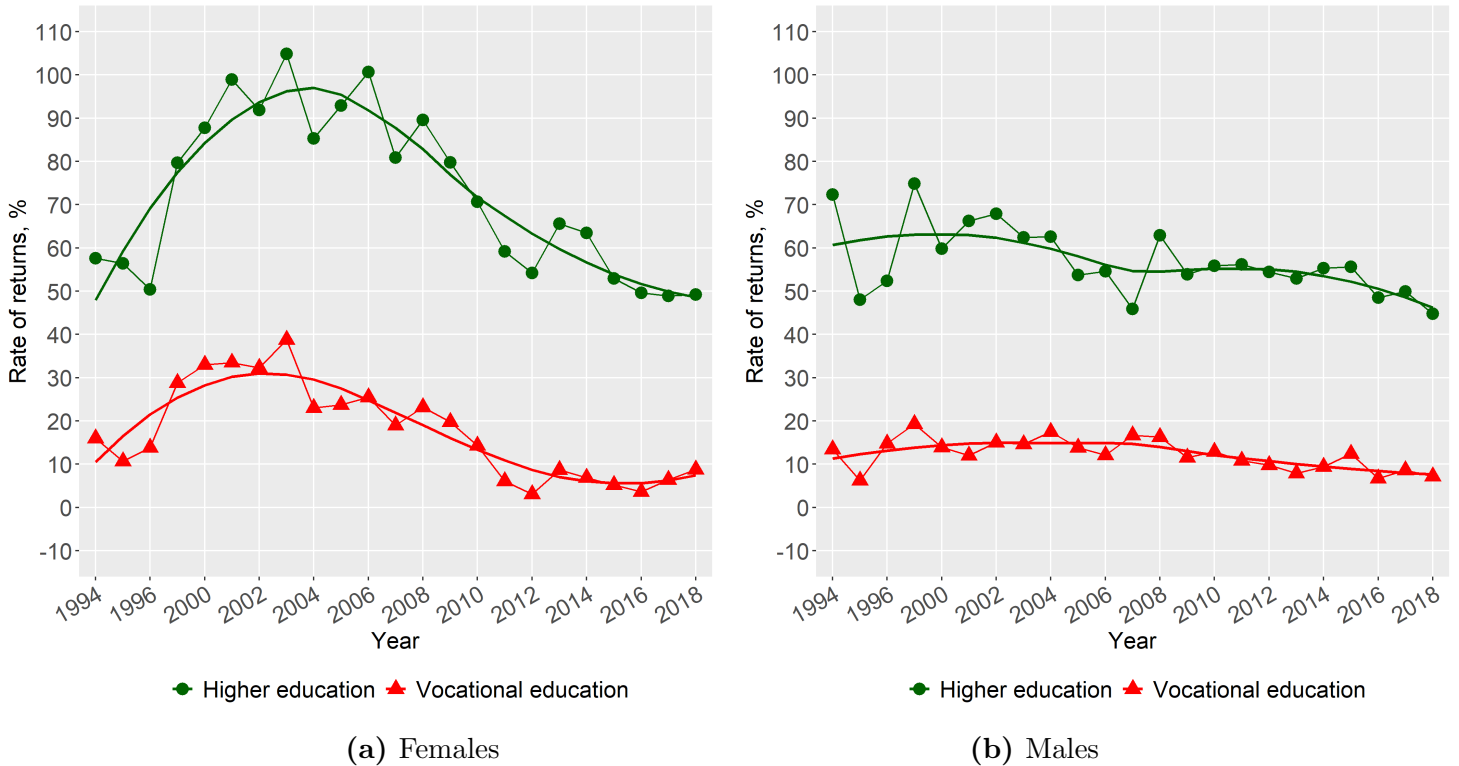 110
100
90
80
70
60
50
40
30
20
10
0
-10
Rate of returns, %
1994 1996 2000 2002 2004 2006 2008 2010 2012 2014 2016 2018
Year
Higher education Vocational education
(a) Females
110
100
90
80
70
60
50
40
30
20
10
0
-10
Rate of returns, %
1994 1996 2000 2002 2004 2006 2008 2010 2012 2014 2016 2018
Year
Higher education Vocational education
(b) Males